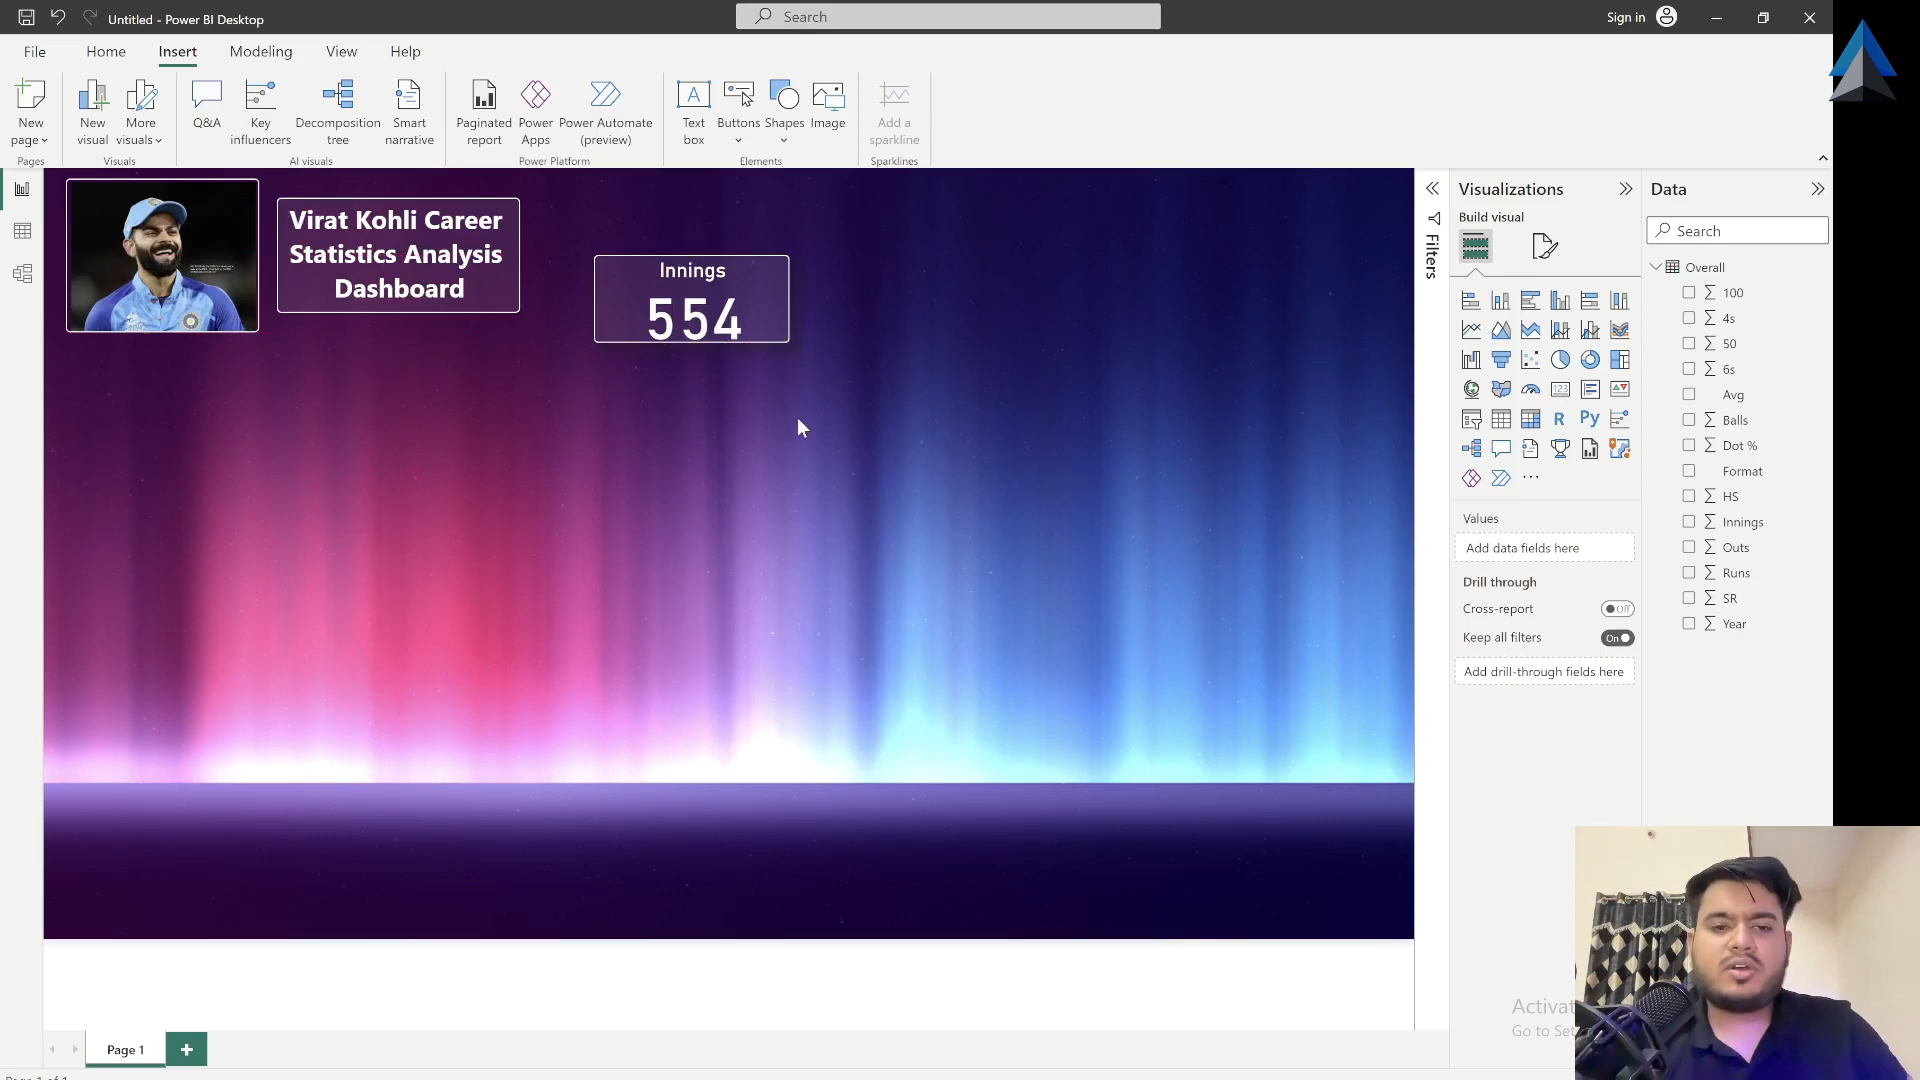 Untitled - Power BI Desktop
Search
Sign in
File
Home
Insert
Modeling
View
Help
New page
New visual
More visuals
Q&A
Key influencers
Decomposition tree
Smart narrative
Paginated report
Power Apps
Power Automate (preview)
Text box
Buttons
Shapes
Image
Add a sparkline
Pages
Visuals
AI visuals
Power Platform
Elements
Sparklines
Virat Kohli Career
Statistics Analysis
Dashboard
Innings
554
Filters
Visualizations
Build visual
123
R
Py
Values
Add data fields here
Drill through
Cross-report
Off
Keep all filters
On
Add drill-through fields here
Data
Search
Overall
100
4s
50
6s
Avg
Balls
Dot %
Format
HS
Innings
Outs
Runs
SR
Year
Page 1
Go to